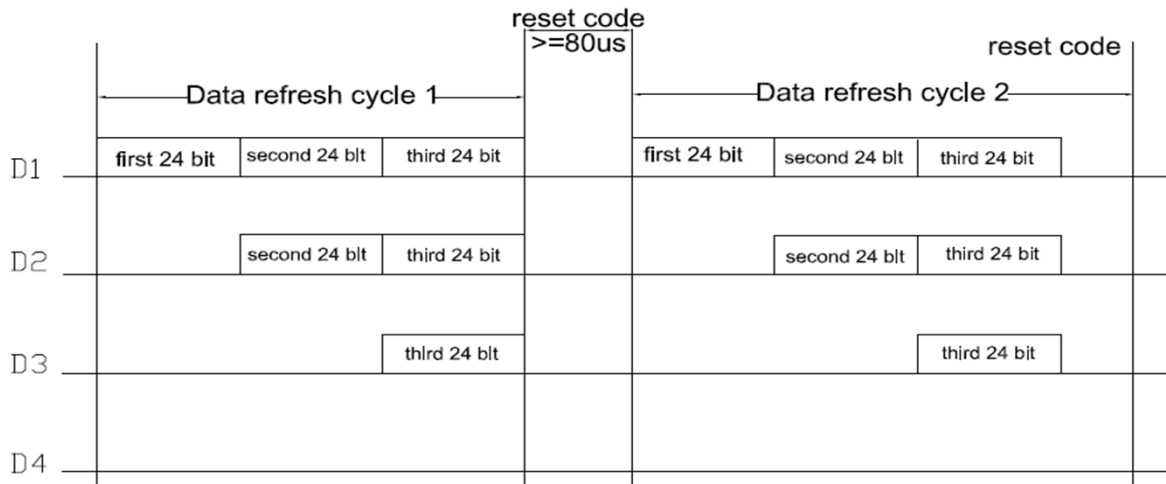 reset code
>=80us
reset code
Data refresh cycle 1
Data refresh cycle 2
D1 first 24 bit second 24 blt third 24 bit first 24 bit second 24 blt third 24 bit
D2 second 24 blt third 24 bit second 24 blt third 24 bit
D3 thlrd 24 blt third 24 bit
D4